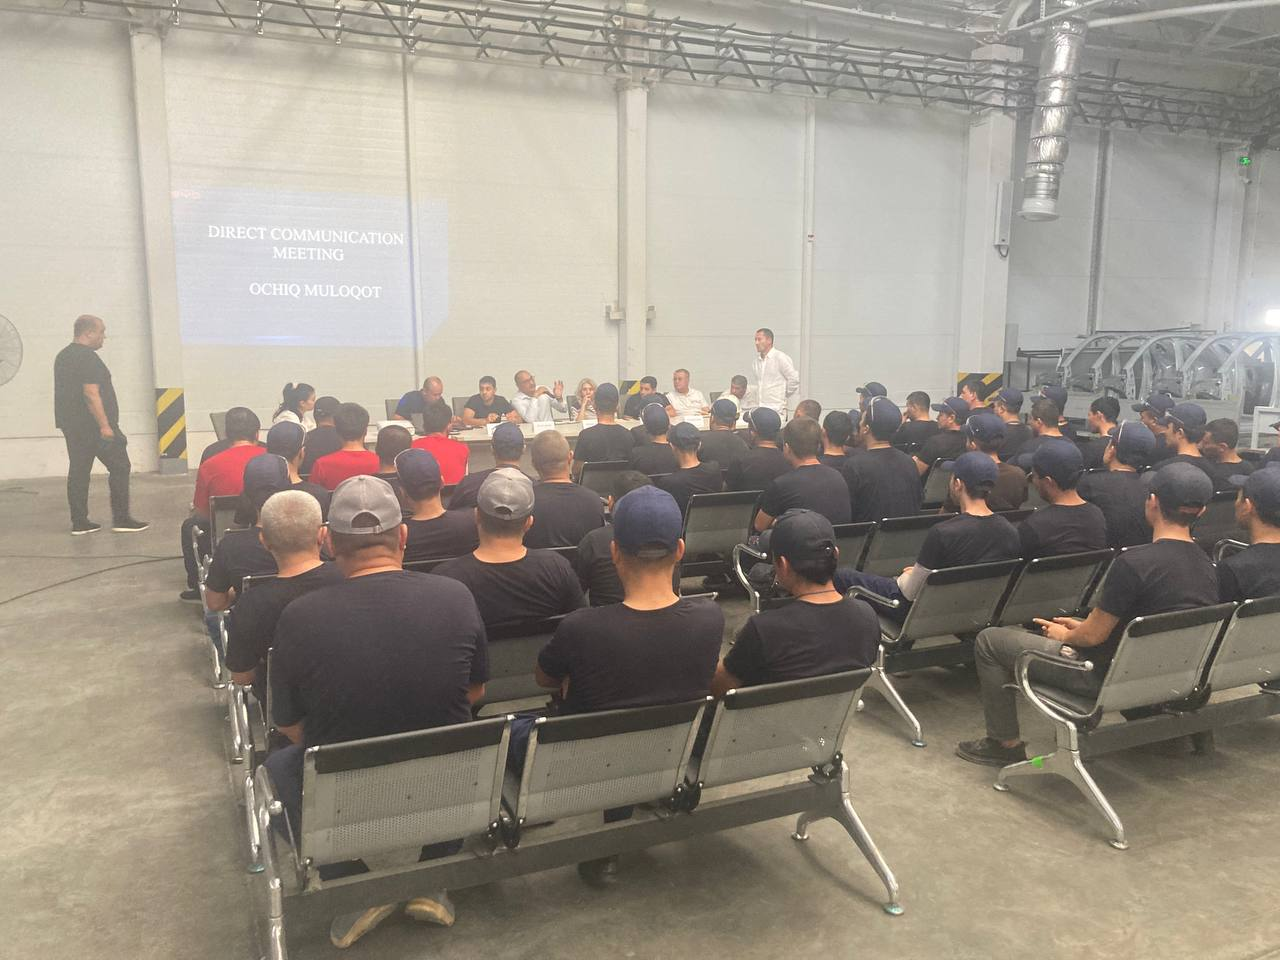 DIRECT COMMUNICATION
MEETING
OCHIQ MULOQOT